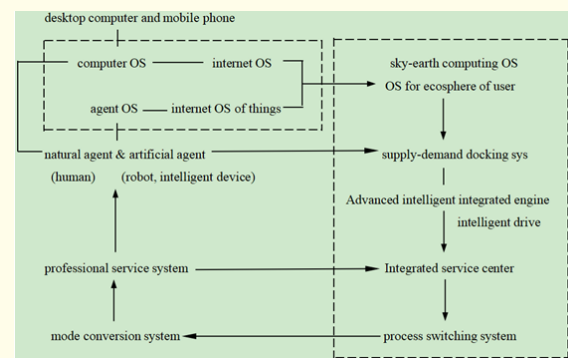 desktop computer and mobile phone
computer OS
internet OS
sky-earth computing OS
OS for ecosphere of user
agent OS
internet OS of things
natural agent & artificial agent
supply-demand docking sys
(human)
(robot, intelligent device)
Advanced intelligent integrated engine
intelligent drive
professional service system
Integrated service center
mode conversion system
process switching system